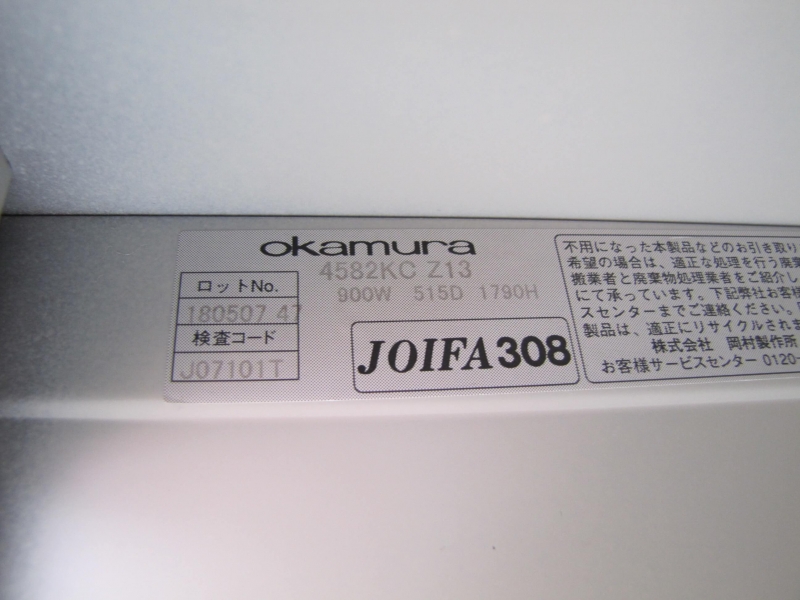 okamura
4582KC Z13
900W 515D 1790H
ロットNo.
180507 47
検査コード
J07101T
JOIFA308
不用になった本製品などのお引き取り
希望の場合は、適正な処理を行う廃棄
搬業者と廃棄物処理業者をご紹介し
にて承っています。下記弊社お客様
スセンターまでご連絡ください。
製品は、適正にリサイクルされま
株式会社 岡村製作所
お客様サービスセンター 0120-